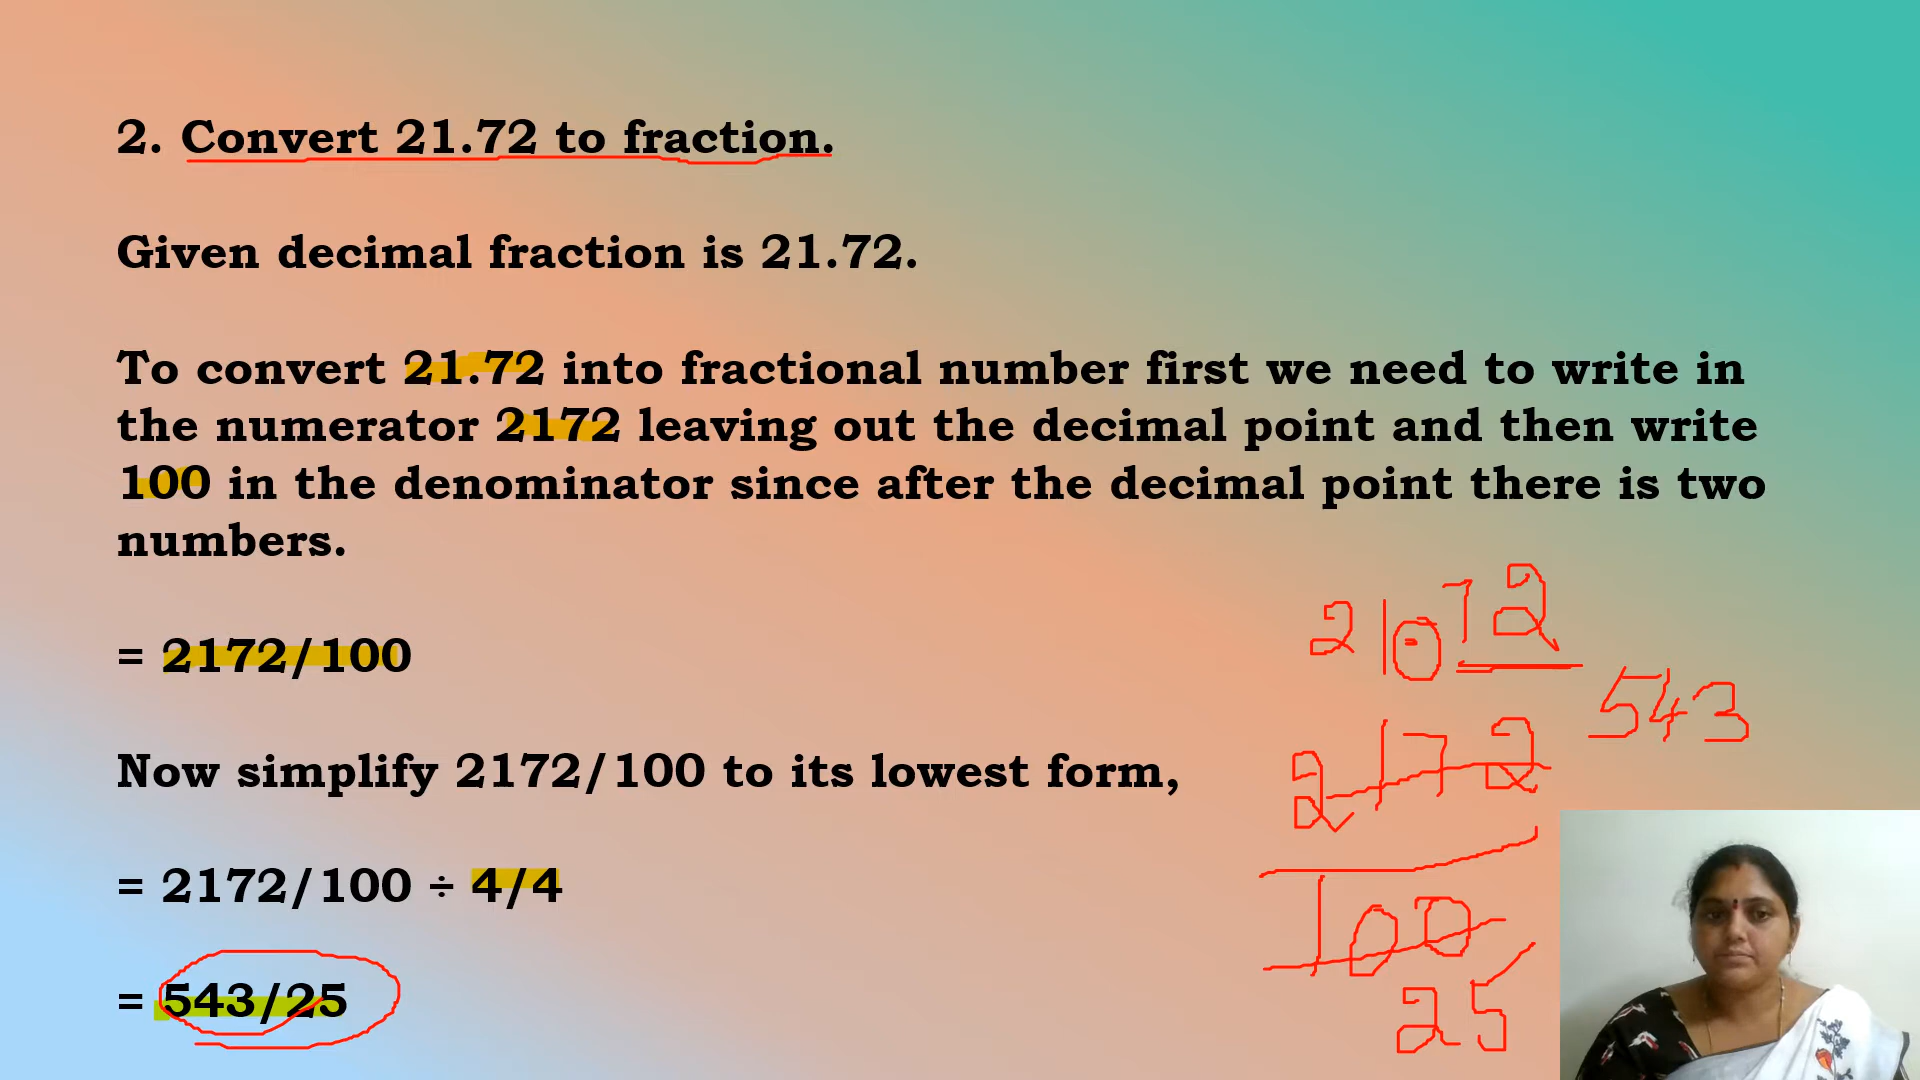 2. Convert 21.72 to fraction.
Given decimal fraction is 21.72.
To convert 21.72 into fractional number first we need to write in
the numerator 2172 leaving out the decimal point and then write
100 in the denominator since after the decimal point there is two
numbers.
= 2172/100
Now simplify 2172/100 to its lowest form,
= 2172/100 ÷ 4/4
= 543/25
21.72
543
2172
100
25